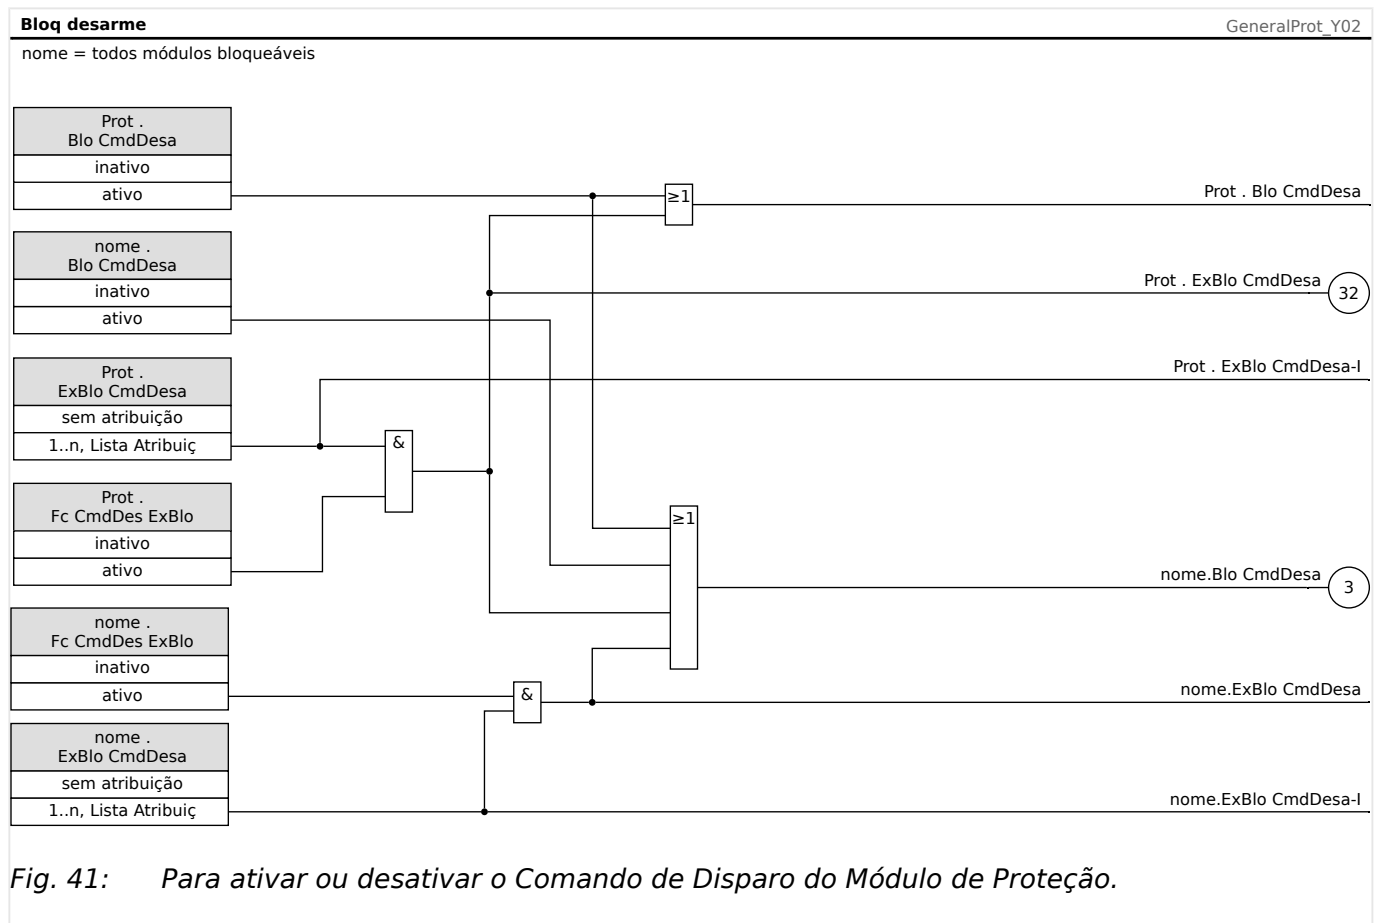 Bloq desarme
GeneralProt_Y02
nome = todos módulos bloqueáveis
Prot .
Blo CmdDesa
inativo
ativo
≥1
Prot . Blo CmdDesa
nome .
Blo CmdDesa
inativo
ativo
Prot . ExBlo CmdDesa
32
Prot .
ExBlo CmdDesa
sem atribuição
1..n, Lista Atribuiç
Prot . ExBlo CmdDesa-I
&
Prot .
Fc CmdDes ExBlo
inativo
ativo
≥1
nome.Blo CmdDesa
3
nome .
Fc CmdDes ExBlo
inativo
ativo
&
nome.ExBlo CmdDesa
nome .
ExBlo CmdDesa
sem atribuição
1..n, Lista Atribuiç
nome.ExBlo CmdDesa-I
Fig. 41: Para ativar ou desativar o Comando de Disparo do Módulo de Proteção.